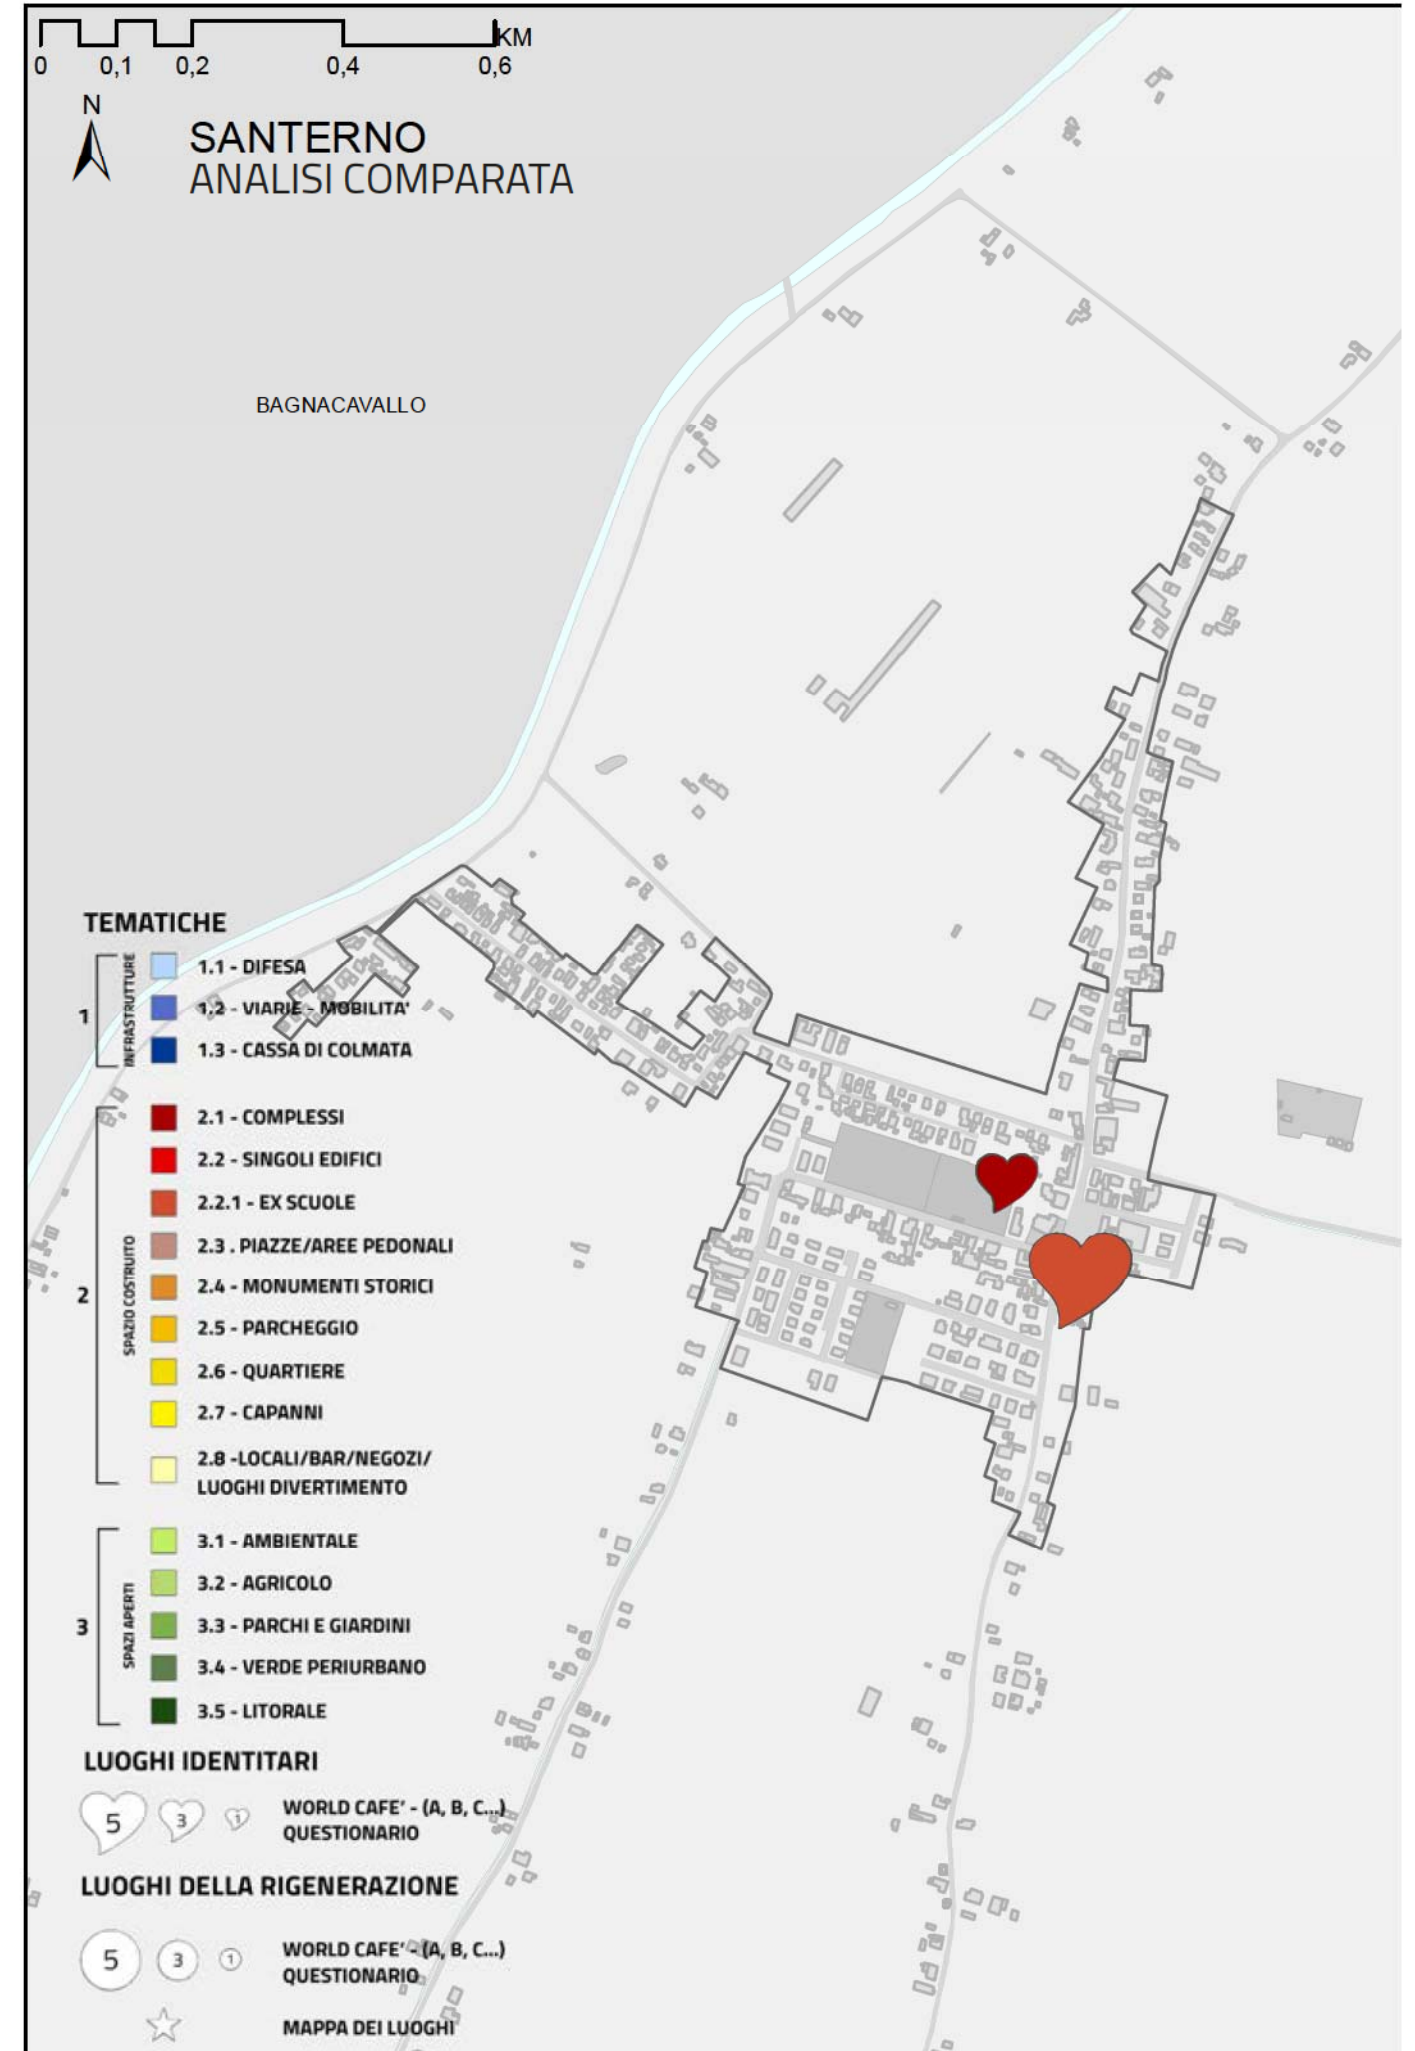 KM
0 0,1 0,2 0,4 0,6
N
SANTERNO
ANALISI COMPARATA
BAGNACAVALLO
TEMATICHE
1
INFRASTRUTTURE
1.1 - DIFESA
1.2 - VIARIE - MOBILITA'
1.3 - CASSA DI COLMATA
2
SPAZIO COSTRUITO
2.1 - COMPLESSI
2.2 - SINGOLI EDIFICI
2.2.1 - EX SCUOLE
2.3 . PIAZZE/AREE PEDONALI
2.4 - MONUMENTI STORICI
2.5 - PARCHEGGIO
2.6 - QUARTIERE
2.7 - CAPANNI
2.8 -LOCALI/BAR/NEGOZI/
LUOGHI DIVERTIMENTO
3
SPAZI APERTI
3.1 - AMBIENTALE
3.2 - AGRICOLO
3.3 - PARCHI E GIARDINI
3.4 - VERDE PERIURBANO
3.5 - LITORALE
LUOGHI IDENTITARI
5 3 1
WORLD CAFE' - (A, B, C...)
QUESTIONARIO
LUOGHI DELLA RIGENERAZIONE
5 3 1
WORLD CAFE' - (A, B, C...)
QUESTIONARIO
MAPPA DEI LUOGHI